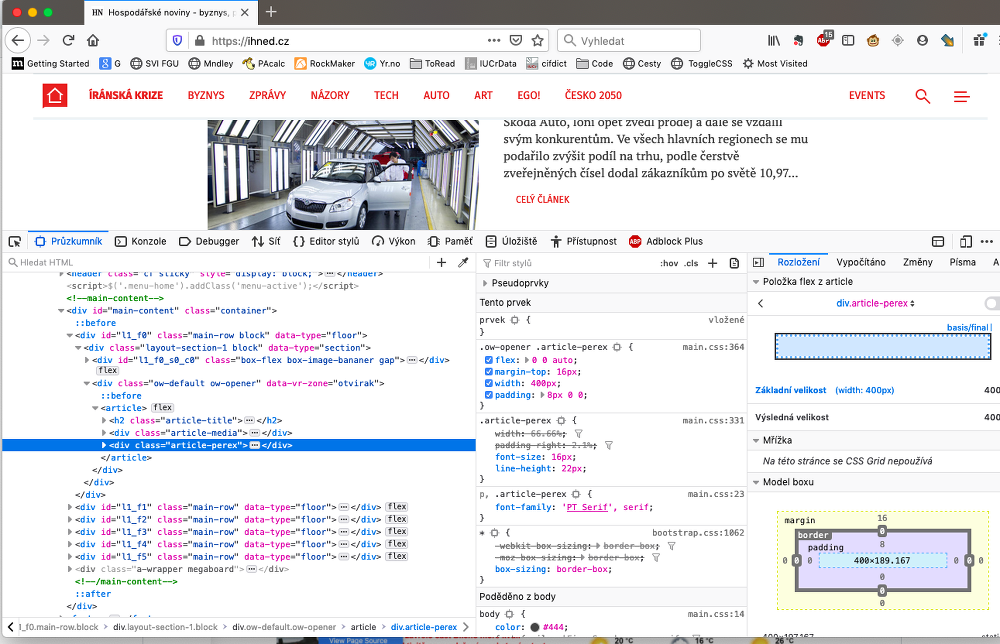 HN Hospodářské noviny - byznys, p
https://ihned.cz
Vyhledat
15
Getting Started G SVI FGU Mndley PAcalc RockMaker Yr.no ToRead IUCrData cifdict Code Cesty ToggleCSS Most Visited
ÍRÁNSKÁ KRIZE BYZNYS ZPRÁVY NÁZORY TECH AUTO ART EGO! ČESKO 2050 EVENTS
Škoda Auto, loni opět zvedl prodej a dále se vzdálil
svým konkurentům. Ve všech hlavních regionech se mu
podařilo zvýšit podíl na trhu, podle čerstvě
zveřejněných čísel dodal zákazníkům po světě 10,97...
CELÝ ČLÁNEK
Průzkumník Konzole Debugger Síť Editor stylů Výkon Paměť Úložiště Přístupnost Adblock Plus
Hledat HTML
<header class="cf sticky" style="display: block;"></header>
<script>$('.menu-home').addClass('menu-active');</script>
<!--main-content-->
<div id="main-content" class="container">
::before
<div id="l1_f0" class="main-row block" data-type="floor">
<div class="layout-section-1 block" data-type="section">
<div id="l1_f0_s0_c0" class="box-flex box-image-bananer gap"></div>
flex
<div class="ow-default ow-opener" data-vr-zone="otvirak">
::before
<article> flex
<h2 class="article-title"></h2>
<div class="article-media"></div>
<div class="article-perex"></div>
</article>
</div>
</div>
</div>
<div id="l1_f1" class="main-row" data-type="floor"></div> flex
<div id="l1_f2" class="main-row" data-type="floor"></div> flex
<div id="l1_f3" class="main-row" data-type="floor"></div> flex
<div id="l1_f4" class="main-row" data-type="floor"></div> flex
<div id="l1_f5" class="main-row" data-type="floor"></div> flex
<div class="a-wrapper megaboard"></div>
<!--/main-content-->
::after
</div>
l1_f0.main-row.block div.layout-section-1.block div.ow-default.ow-opener article div.article-perex
Filtr stylů :hov .cls
Pseudoprvky
Tento prvek
prvek { vložené
}
.ow-opener .article-perex { main.css:364
flex: 0 0 auto;
margin-top: 16px;
width: 400px;
padding: 8px 0 0;
}
.article-perex { main.css:331
width: 66.66%;
padding-right: 2.1%;
font-size: 16px;
line-height: 22px;
}
p, .article-perex { main.css:23
font-family: 'PT Serif', serif;
}
* { bootstrap.css:1062
-webkit-box-sizing: border-box;
-moz-box-sizing: border-box;
box-sizing: border-box;
}
Poděděno z body
body { main.css:14
color: #444;
Rozložení Vypočítáno Změny Písma A
Položka flex z article
div.article-perex
basis/final
Základní velikost (width: 400px) 400
Výsledná velikost 400
Mřížka
Na této stránce se CSS Grid nepoužívá
Model boxu
margin 16
border 0
padding 8
0 0 0 400×189.167 0 0 0
0
0
0
400×197.167
View Page Source
20 °C 16 °C 26 °C